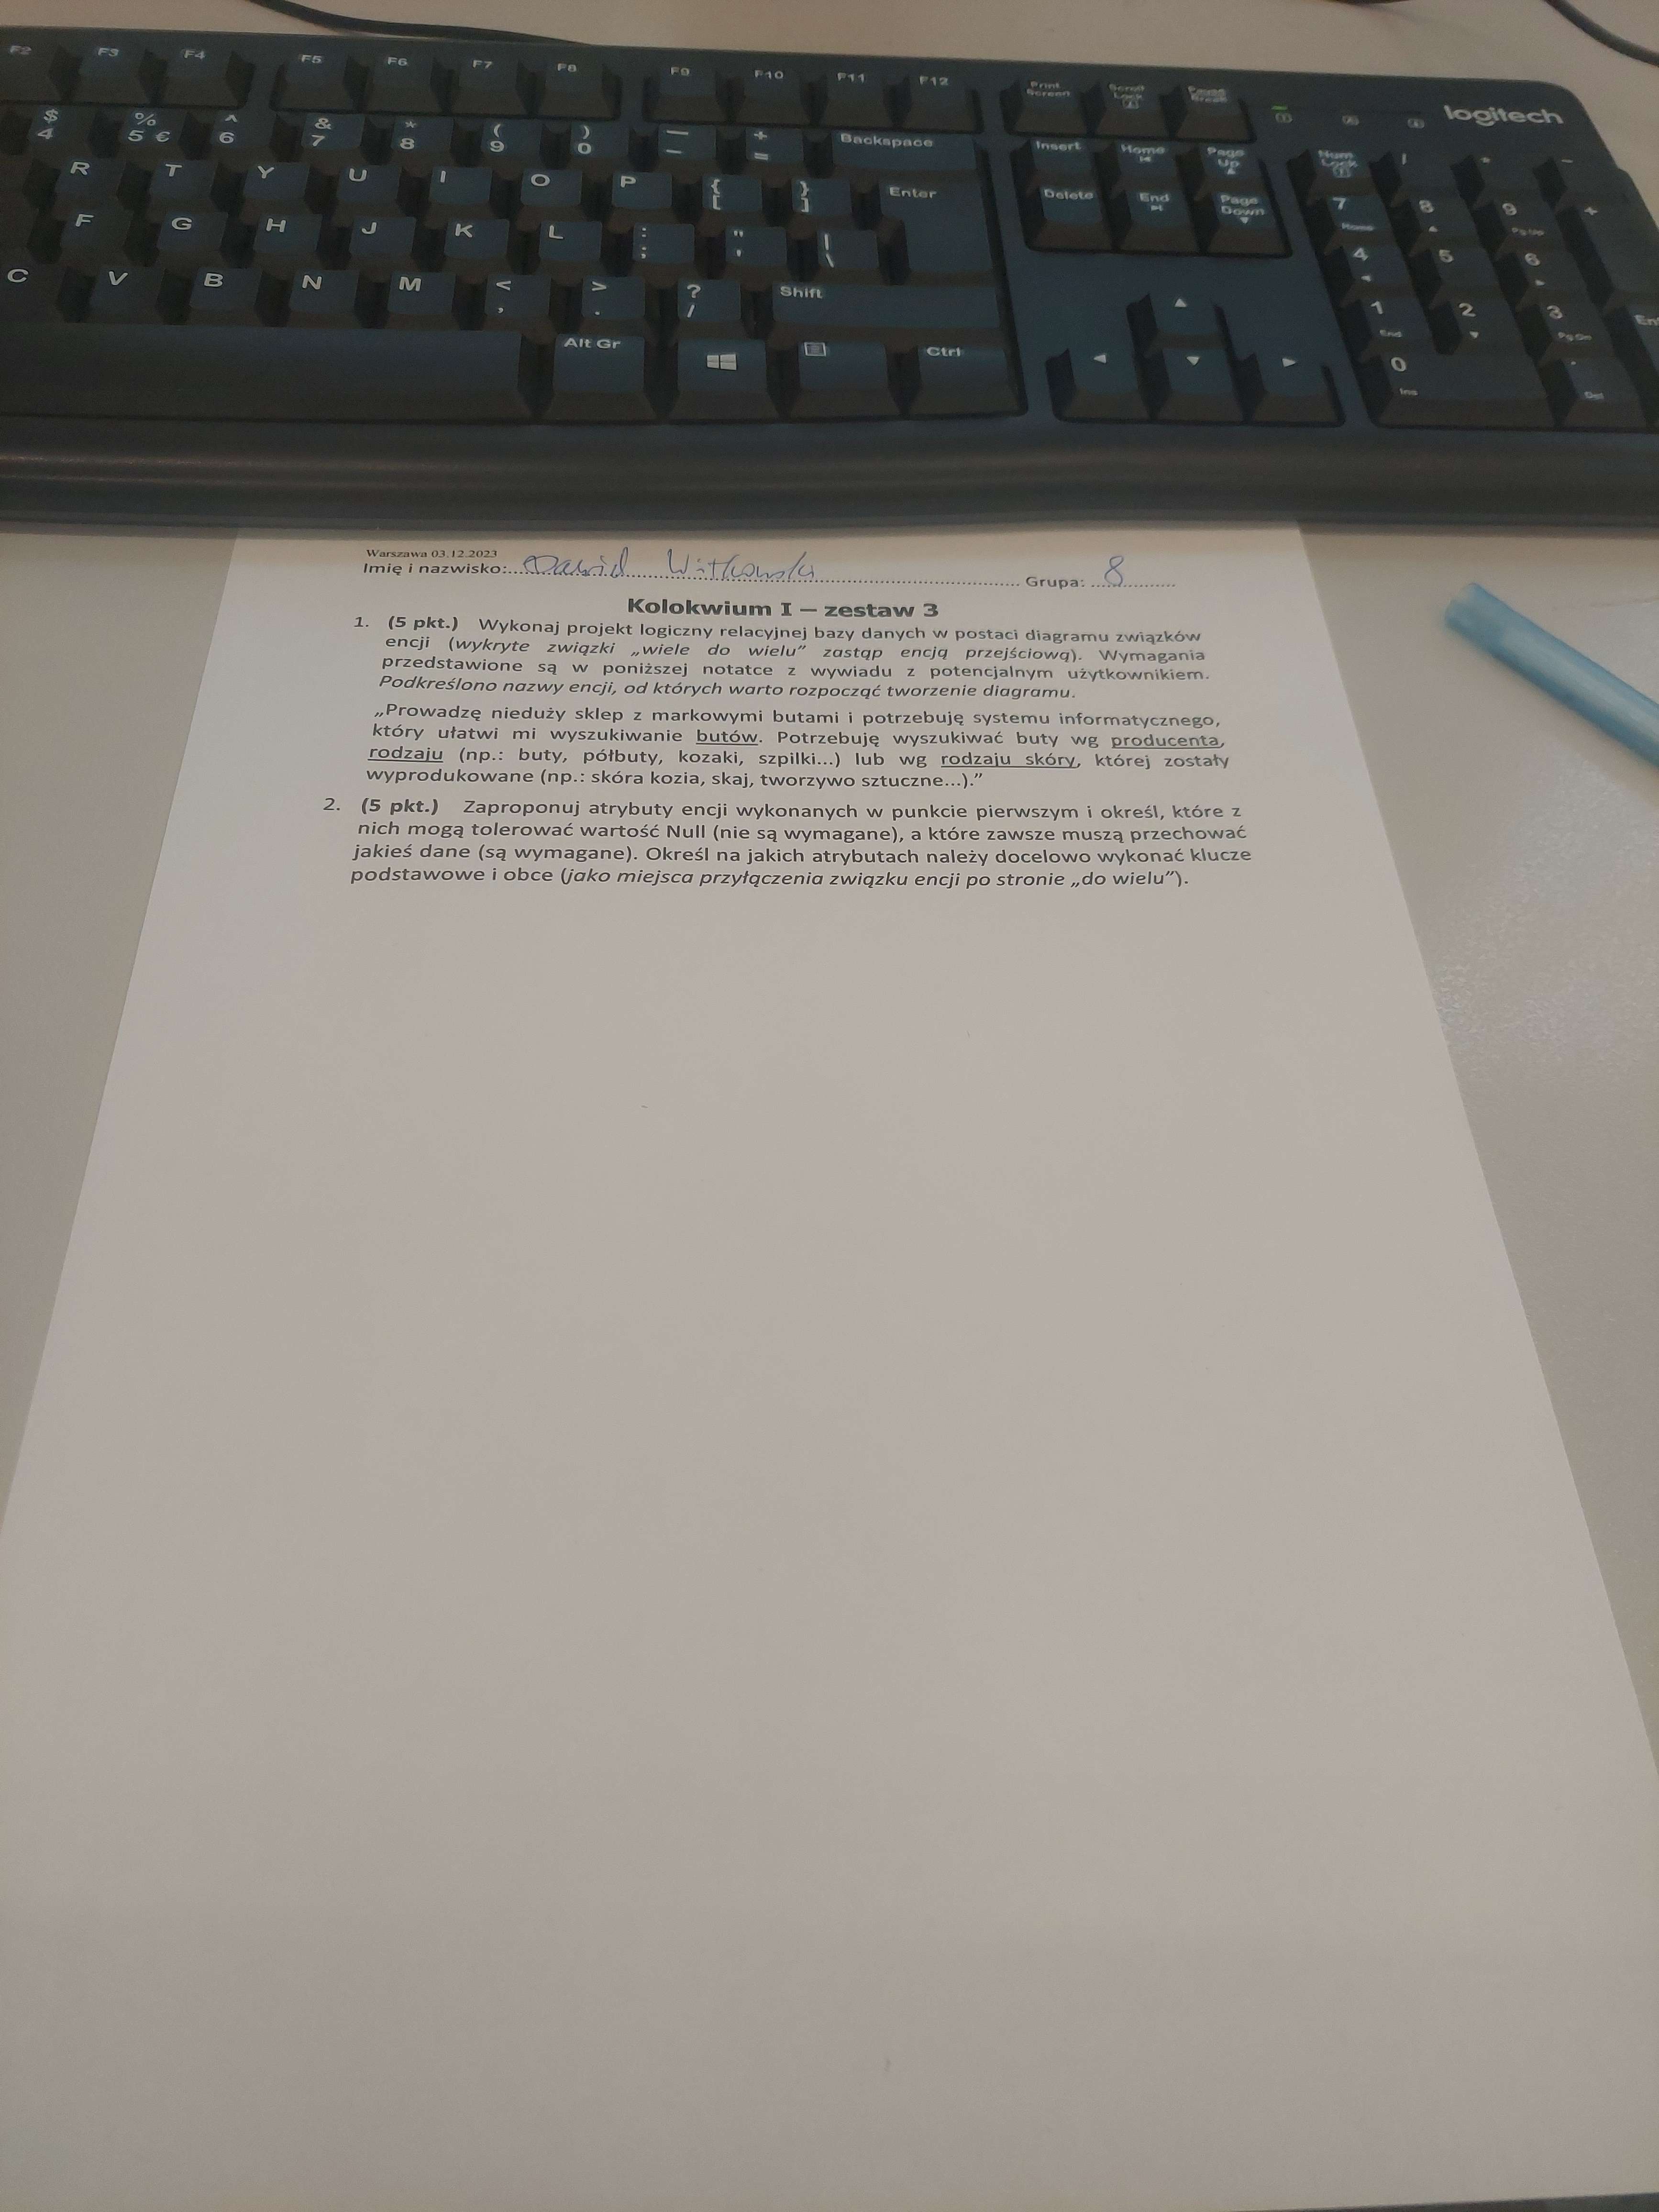 F2 F3 F4 F5 F6 F7 F8 F9 F10 F11 F12 Print Screen Scroll Lock Pause Break
logitech
$ 4 % 5 € ^ 6 & 7 * 8 ( 9 ) 0 — - + = Backspace Insert Home Page Up Num Lock / * -
R T Y U I O P { [ } ] Enter Delete End Page Down 7 Home 8 9 PgUp +
F G H J K L : ; " ' | \ 4 5 6
C V B N M < , > . ? / Shift 1 End 2 3 PgDn Ent
Alt Gr Ctrl 0 Ins . Del
Warszawa 03.12.2023
Imię i nazwisko: Dawid Witkowski Grupa: 8
Kolokwium I – zestaw 3
1. (5 pkt.) Wykonaj projekt logiczny relacyjnej bazy danych w postaci diagramu związków
encji (wykryte związki „wiele do wielu” zastąp encją przejściową). Wymagania
przedstawione są w poniższej notatce z wywiadu z potencjalnym użytkownikiem.
Podkreślono nazwy encji, od których warto rozpocząć tworzenie diagramu.
„Prowadzę nieduży sklep z markowymi butami i potrzebuję systemu informatycznego,
który ułatwi mi wyszukiwanie butów. Potrzebuję wyszukiwać buty wg producenta,
rodzaju (np.: buty, półbuty, kozaki, szpilki...) lub wg rodzaju skóry, której zostały
wyprodukowane (np.: skóra kozia, skaj, tworzywo sztuczne...).”
2. (5 pkt.) Zaproponuj atrybuty encji wykonanych w punkcie pierwszym i określ, które z
nich mogą tolerować wartość Null (nie są wymagane), a które zawsze muszą przechować
jakieś dane (są wymagane). Określ na jakich atrybutach należy docelowo wykonać klucze
podstawowe i obce (jako miejsca przyłączenia związku encji po stronie „do wielu”).